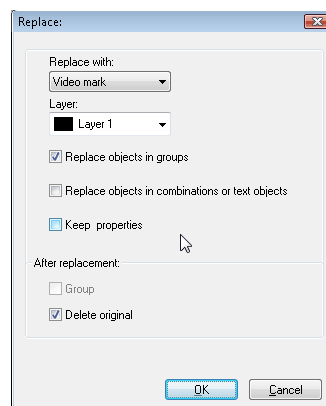 Replace:
Replace with:
Video mark
Layer:
Layer 1
Replace objects in groups
Replace objects in combinations or text objects
Keep properties
After replacement:
Group
Delete original
OK
Cancel